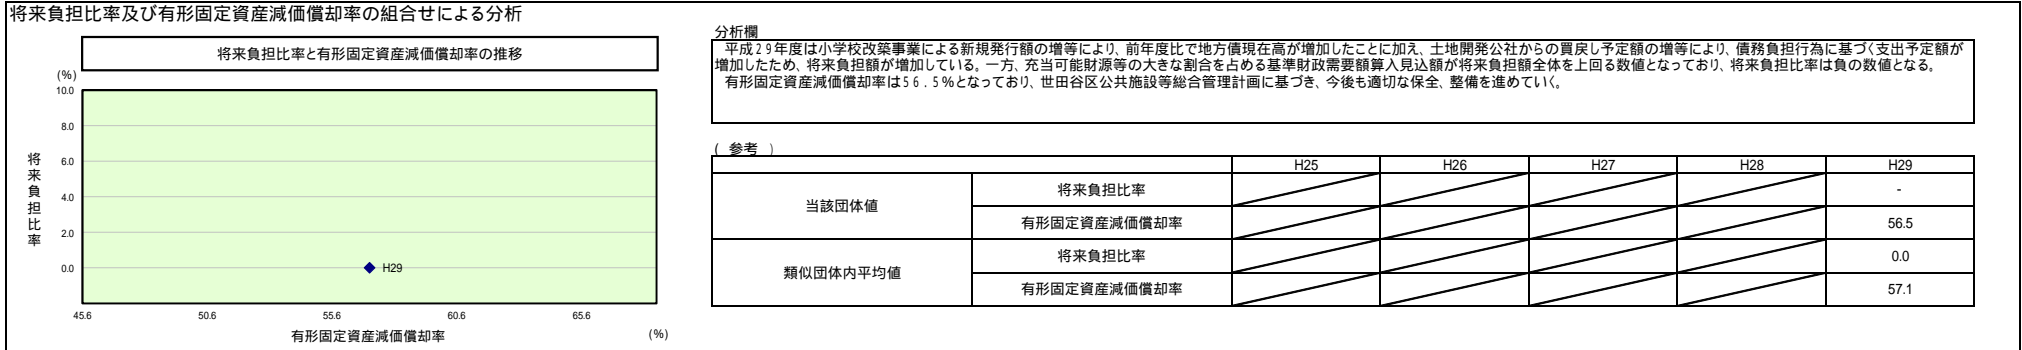 将来負担比率及び有形固定資産減価償却率の組合せによる分析
将来負担比率と有形固定資産減価償却率の推移
(%)
10.0
8.0
6.0
4.0
2.0
0.0
将来負担比率
H29
45.6 50.6 55.6 60.6 65.6
有形固定資産減価償却率 (%)
分析欄
平成29年度は小学校改築事業による新規発行額の増等により、前年度比で地方債現在高が増加したことに加え、土地開発公社からの買戻し予定額の増等により、債務負担行為に基づく支出予定額が
増加したため、将来負担額が増加している。一方、充当可能財源等の大きな割合を占める基準財政需要額算入見込額が将来負担額全体を上回る数値となっており、将来負担比率は負の数値となる。
有形固定資産減価償却率は56.5%となっており、世田谷区公共施設等総合管理計画に基づき、今後も適切な保全、整備を進めていく。
( 参考 )
H25 H26 H27 H28 H29
当該団体値 将来負担比率 -
有形固定資産減価償却率 56.5
類似団体内平均値 将来負担比率 0.0
有形固定資産減価償却率 57.1